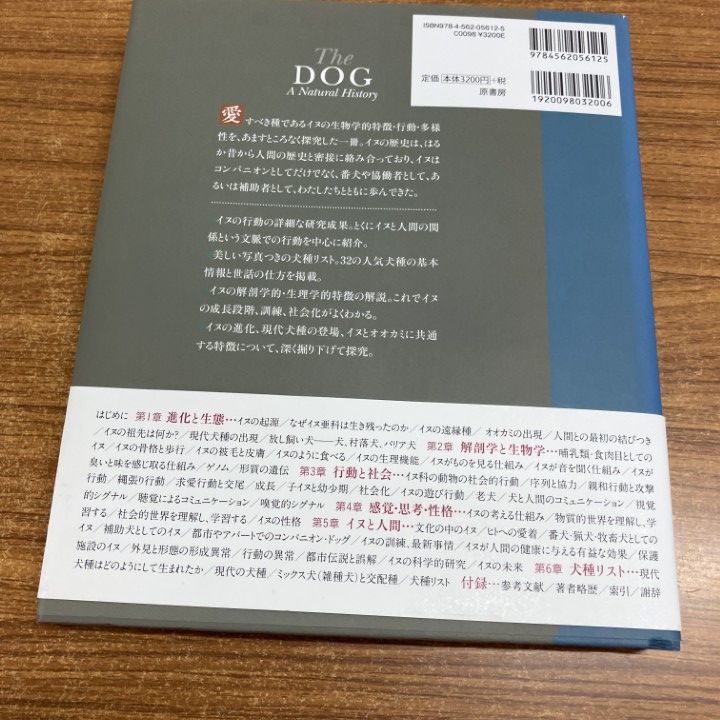 ISBN978-4-562-05612-5
C0098 ¥3200E
定価 本体3200円+税
原書房
9784562056125
1920098032006
The
DOG
A Natural History
愛すべき種であるイヌの生物学的特徴・行動・多様
性を、あますところなく探究した一冊。イヌの歴史は、はる
か昔から人間の歴史と密接に絡み合っており、イヌは
コンパニオンとしてだけでなく、番犬や協働者として、あ
るいは補助者として、わたしたちとともに歩んできた。
・イヌの行動の詳細な研究成果。とくにイヌと人間の関
係という文脈での行動を中心に紹介。
・美しい写真つきの犬種リスト。32の人気犬種の基本
情報と世話の仕方を掲載。
・イヌの解剖学的・生理学的特徴の解説。これでイヌ
の成長段階、訓練、社会化がよくわかる。
・イヌの進化、現代犬種の登場、イヌとオオカミに共通
する特徴について、深く掘り下げて探究。
はじめに 第1章 進化と生態…イヌの起源/なぜイヌ亜科は生き残ったのか/イヌの遠縁種/オオカミの出現/人間との最初の結びつき
/イヌの祖先は何か?/現代犬種の出現/放し飼い犬――犬、村落犬、パリア犬 第2章 解剖学と生物学…哺乳類・食肉目としての
イヌ/イヌの骨格と歩行/イヌの被毛と皮膚/イヌはどのように食べる/イヌの生理機能/イヌがものを見る仕組み/イヌが音を聞く仕組み/イヌが
臭いと味を感じ取る仕組み/ゲノム/形質の遺伝 第3章 行動と社会…イヌ科の動物の社会的行動/序列と協力/親和行動と攻撃
行動/縄張り行動/求愛行動と交尾/成長/子イヌと幼少期/社会化/イヌの遊び行動/老犬/犬と人間のコミュニケーション/視覚
的シグナル/聴覚によるコミュニケーション/嗅覚的シグナル 第4章 感覚・思考・性格…イヌの考える仕組み/物質的世界を理解し、学
習する/社会的世界を理解し、学習する/イヌの性格 第5章 イヌと人間…文化の中のイヌ/ヒトへの愛着/番犬・猟犬・牧畜犬としての
イヌ/補助犬としてのイヌ/都市やアパートでのコンパニオン・ドッグ/イヌの訓練、最新事情/イヌが人間の健康に与える有益な効果/保護
施設のイヌ/外見と形態の形成異常/行動の異常/都市伝説と誤解/イヌの科学的研究/イヌの未来 第6章 犬種リスト…現代
犬種はどのようにして生まれたか/現代の犬種/ミックス犬(雑種犬)と交配種/犬種リスト 付録…参考文献/著者略歴/索引/謝辞